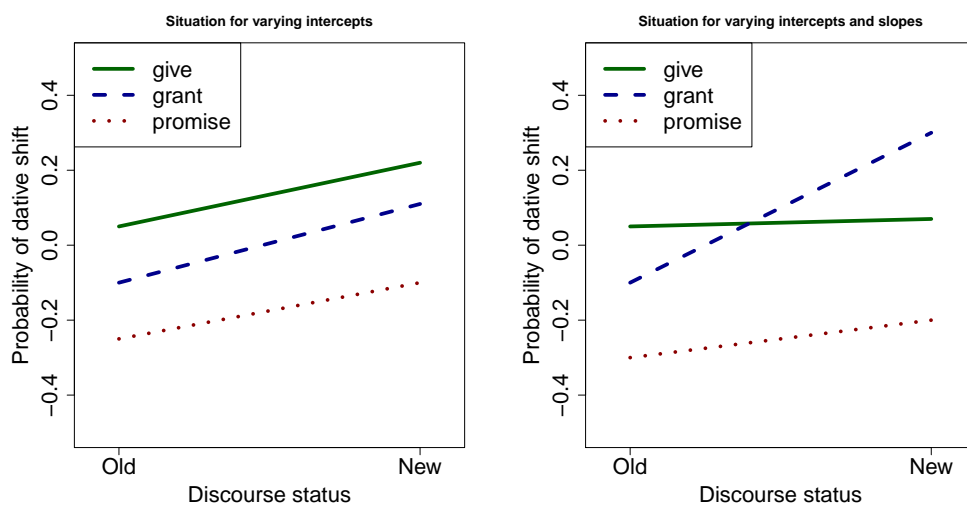 Situation for varying intercepts
give
grant
promise
Probability of dative shift
0.4
0.2
0.0
−0.2
−0.4
Old
New
Discourse status
Situation for varying intercepts and slopes
give
grant
promise
Probability of dative shift
0.4
0.2
0.0
−0.2
−0.4
Old
New
Discourse status